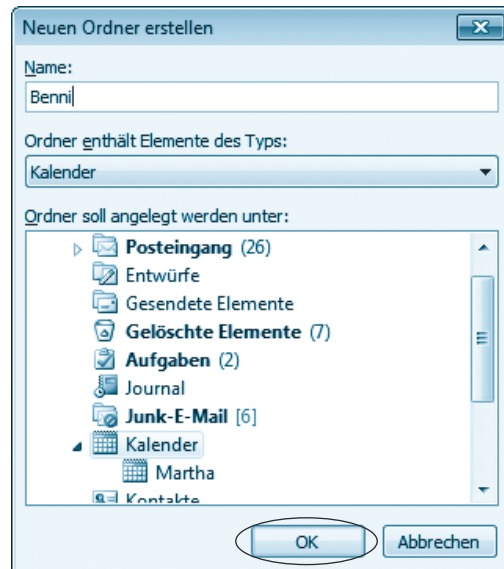 Neuen Ordner erstellen
Name:
Benni
Ordner enthält Elemente des Typs:
Kalender
Ordner soll angelegt werden unter:
Posteingang (26)
Entwürfe
Gesendete Elemente
Gelöschte Elemente (7)
Aufgaben (2)
Journal
Junk-E-Mail [6]
Kalender
Martha
Kontakte
OK Abbrechen